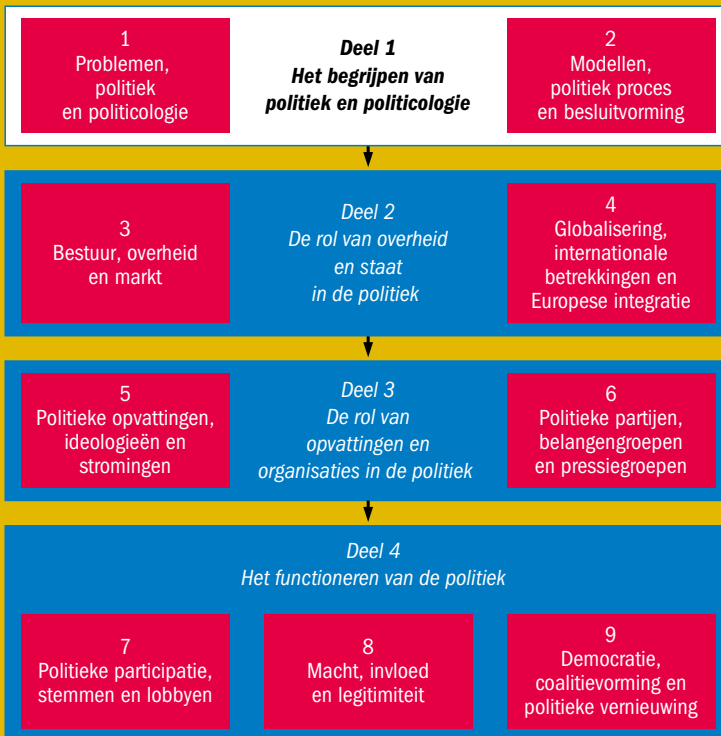 1
Problemen,
politiek
en politicologie
Deel 1
Het begrijpen van
politiek en politicologie
2
Modellen,
politiek proces
en besluitvorming
3
Bestuur, overheid
en markt
Deel 2
De rol van overheid
en staat
in de politiek
4
Globalisering,
internationale
betrekkingen en
Europese integratie
5
Politieke opvattingen,
ideologieën en
stromingen
Deel 3
De rol van
opvattingen en
organisaties in de politiek
6
Politieke partijen,
belangengroepen
en pressiegroepen
Deel 4
Het functioneren van de politiek
7
Politieke participatie,
stemmen en lobbyen
8
Macht, invloed
en legitimiteit
9
Democratie,
coalitievorming en
politieke vernieuwing